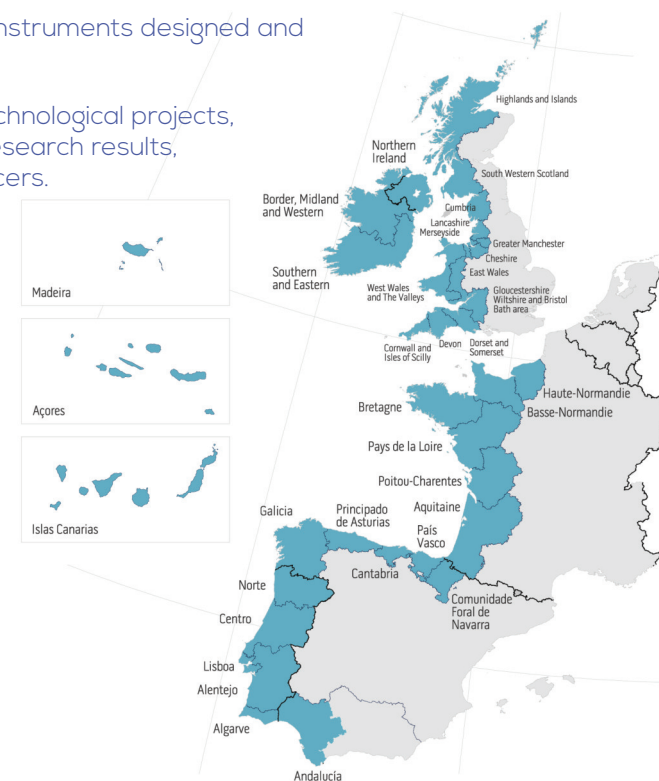 nstruments designed and
chnological projects,
esearch results,
cers.
Madeira
Açores
Islas Canarias
Highlands and Islands
Northern
Ireland
South Western Scotland
Border, Midland
and Western
Cumbria
Lancashire
Merseyside
Greater Manchester
Cheshire
East Wales
Southern
and Eastern
West Wales
and The Valleys
Gloucestershire
Wiltshire and Bristol
Bath area
Cornwall and
Isles of Scilly
Devon
Dorset and
Somerset
Haute-Normandie
Basse-Normandie
Bretagne
Pays de la Loire
Poitou-Charentes
Aquitaine
País
Vasco
Principado
de Asturias
Galicia
Cantabria
Comunidade
Foral de
Navarra
Norte
Centro
Lisboa
Alentejo
Algarve
Andalucía